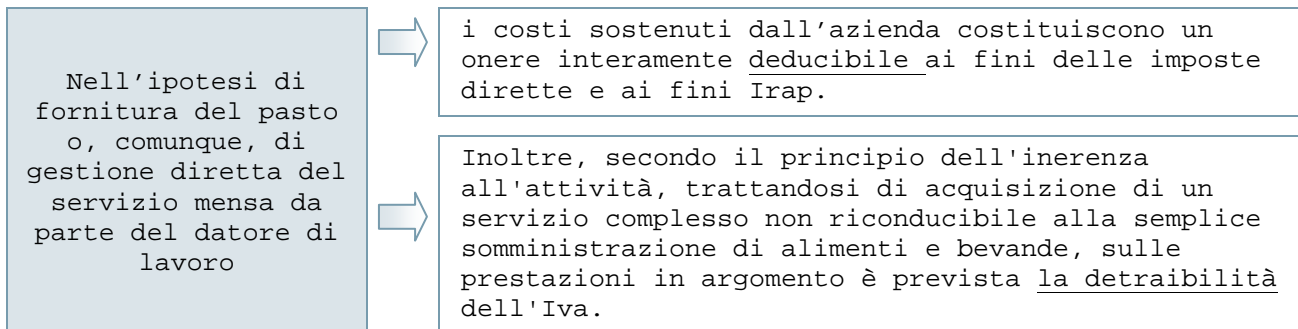 Nell’ipotesi di
fornitura del pasto
o, comunque, di
gestione diretta del
servizio mensa da
parte del datore di
lavoro
i costi sostenuti dall’azienda costituiscono un
onere interamente deducibile ai fini delle imposte
dirette e ai fini Irap.
Inoltre, secondo il principio dell'inerenza
all'attività, trattandosi di acquisizione di un
servizio complesso non riconducibile alla semplice
somministrazione di alimenti e bevande, sulle
prestazioni in argomento è prevista la detraibilità
dell'Iva.